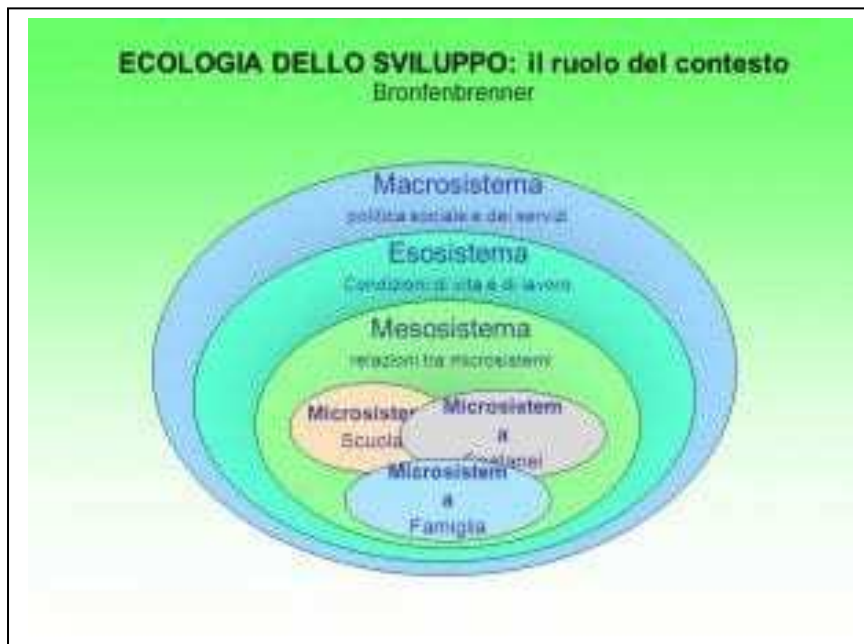 ECOLOGIA DELLO SVILUPPO: il ruolo del contesto
Bronfenbrenner
Macrosistema
politica sociale e dei servizi
Esosistema
Condizioni di vita e di lavoro
Mesosistema
relazioni tra microsistemi
Microsistem
Scuola
Microsistem
a
Microsistem
a
Famiglia